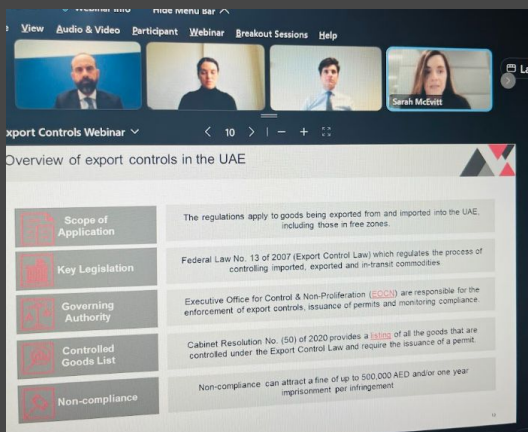 Hide Menu Bar ^
View Audio & Video Participant Webinar Breakout Sessions Help
Sarah McEvitt
xport Controls Webinar
< 10 > | − +
Overview of export controls in the UAE
Scope of
Application
The regulations apply to goods being exported from and imported into the UAE,
including those in free zones.
Key Legislation
Federal Law No. 13 of 2007 (Export Control Law) which regulates the process of
controlling imported, exported and in-transit commodities
Governing
Authority
Executive Office for Control & Non-Proliferation (EOCN) are responsible for the
enforcement of export controls, issuance of permits and monitoring compliance.
Controlled
Goods List
Cabinet Resolution No. (50) of 2020 provides a listing of all the goods that are
controlled under the Export Control Law and require the issuance of a permit.
Non-compliance
Non-compliance can attract a fine of up to 500,000 AED and/or one year
imprisonment per infringement